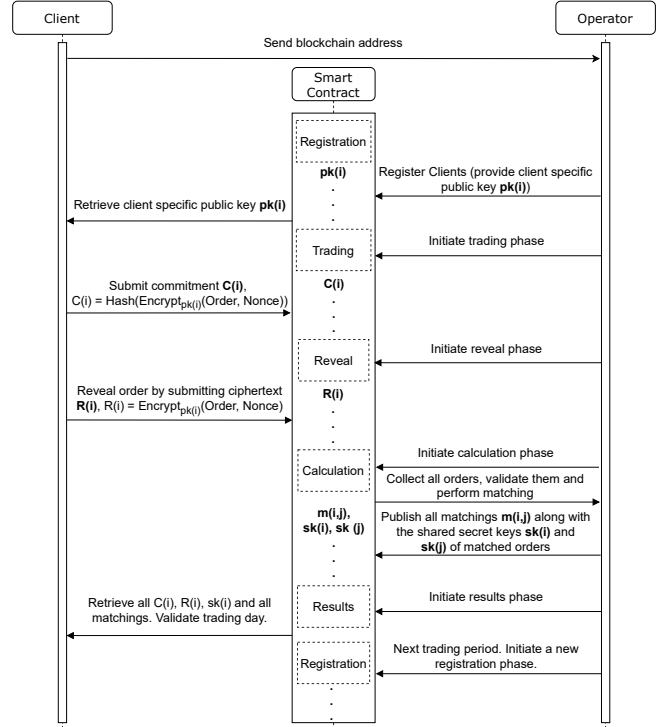 Client
Operator
Send blockchain address
Smart
Contract
Registration
pk(i)
.
.
.
Register Clients (provide client specific
public key pk(i))
Retrieve client specific public key pk(i)
Trading
Initiate trading phase
Submit commitment C(i),
C(i) = Hash(Encryptpk(i)(Order, Nonce))
C(i)
.
.
.
Reveal
Initiate reveal phase
Reveal order by submitting ciphertext
R(i), R(i) = Encryptpk(i)(Order, Nonce)
R(i)
.
.
.
Calculation
Initiate calculation phase
Collect all orders, validate them and
perform matching
m(i,j),
sk(i), sk (j)
.
.
.
Publish all matchings m(i,j) along with
the shared secret keys sk(i) and
sk(j) of matched orders
Results
Initiate results phase
Retrieve all C(i), R(i), sk(i) and all
matchings. Validate trading day.
Registration
Next trading period. Initiate a new
registration phase.
.
.
.